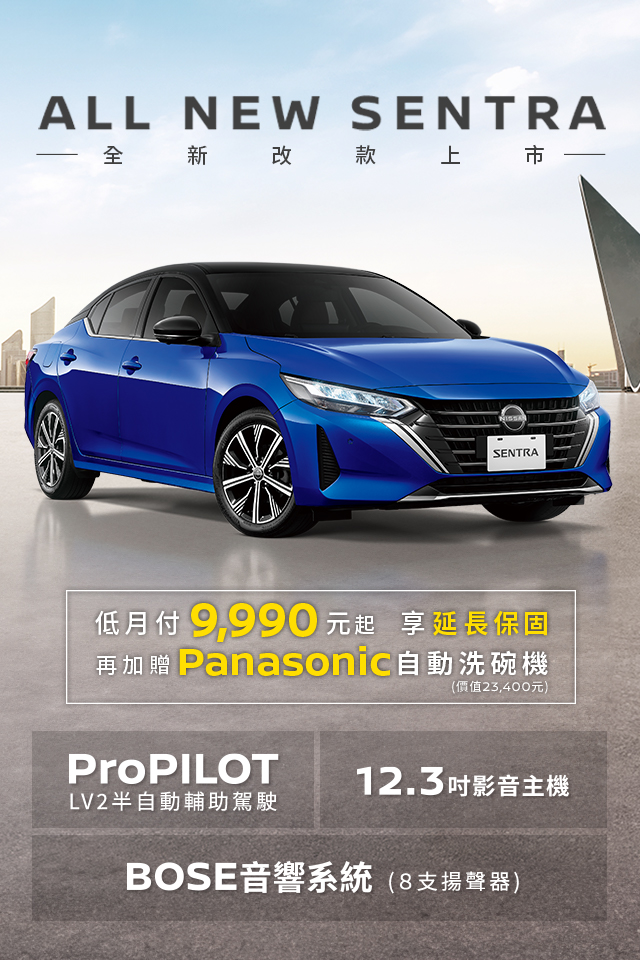 ALL NEW SENTRA
全新改款上市
NISSAN
SENTRA
低月付 9,990 元起 享延長保固
再加贈 Panasonic 自動洗碗機
(價值23,400元)
ProPILOT
LV2半自動輔助駕駛
12.3吋影音主機
BOSE音響系統 (8支揚聲器)